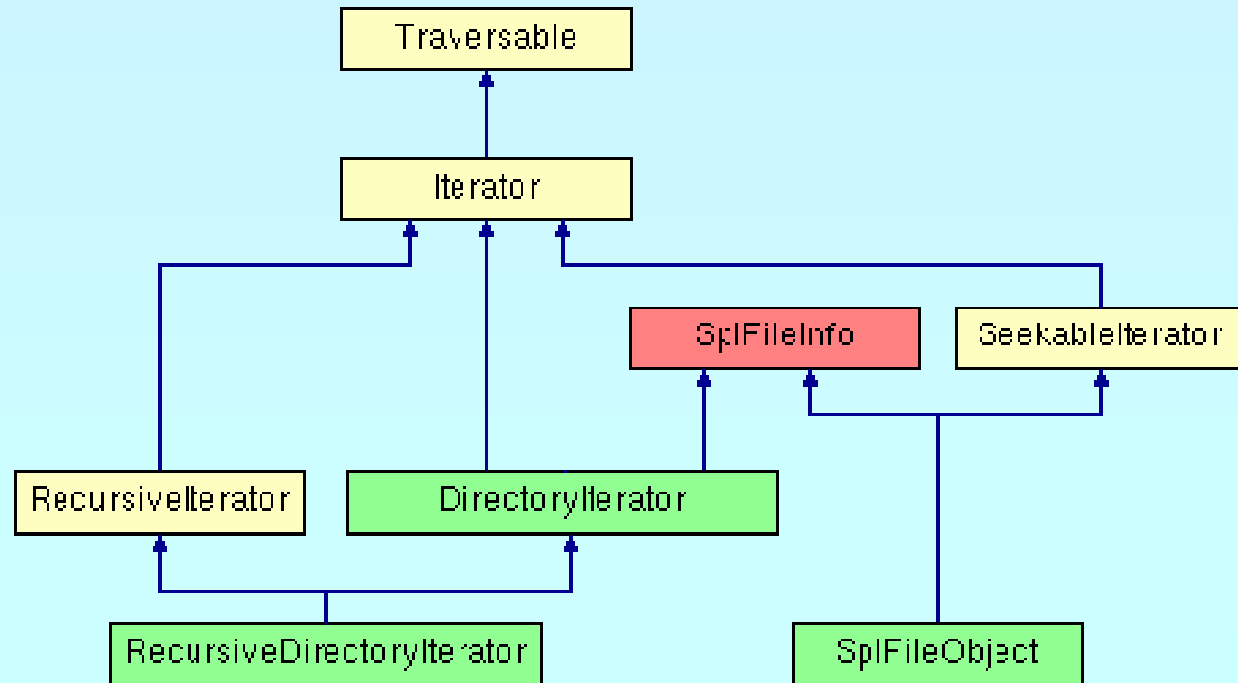 Traversable
Iterator
SplFileInfo
SeekableIterator
RecursiveIterator
DirectoryIterator
RecursiveDirectoryIterator
SplFileObject